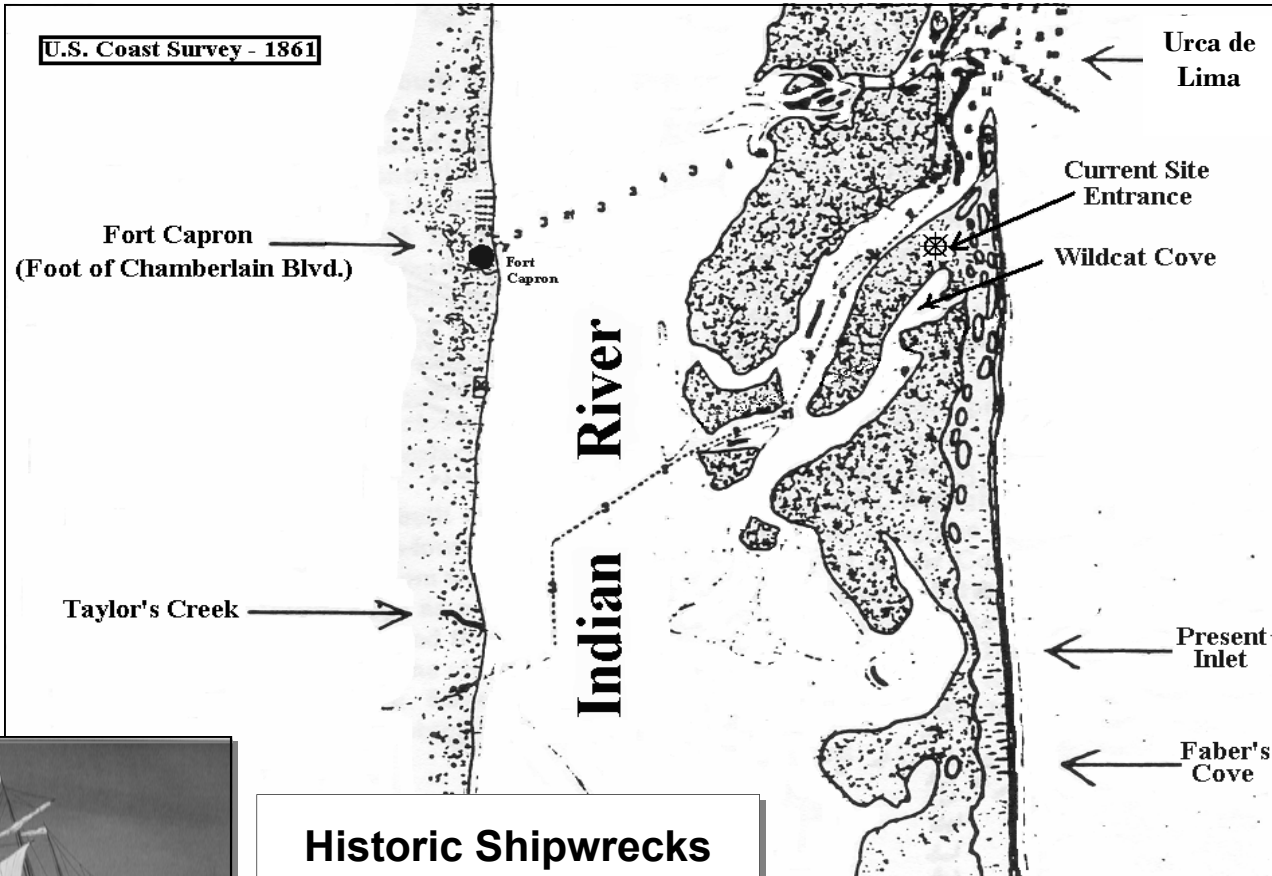 U.S. Coast Survey - 1861
Urca de
Lima
Current Site
Entrance
Fort Capron
(Foot of Chamberlain Blvd.)
Fort
Capron
Wildcat Cove
Indian River
Taylor's Creek
Present
Inlet
Faber's
Cove
Historic Shipwrecks